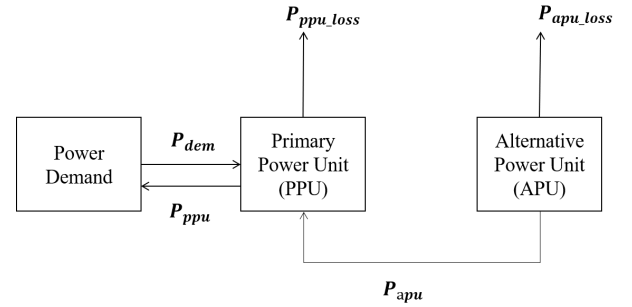 P_ppu_loss
P_apu_loss
Power
Demand
P_dem
P_ppu
Primary
Power Unit
(PPU)
Alternative
Power Unit
(APU)
P_apu